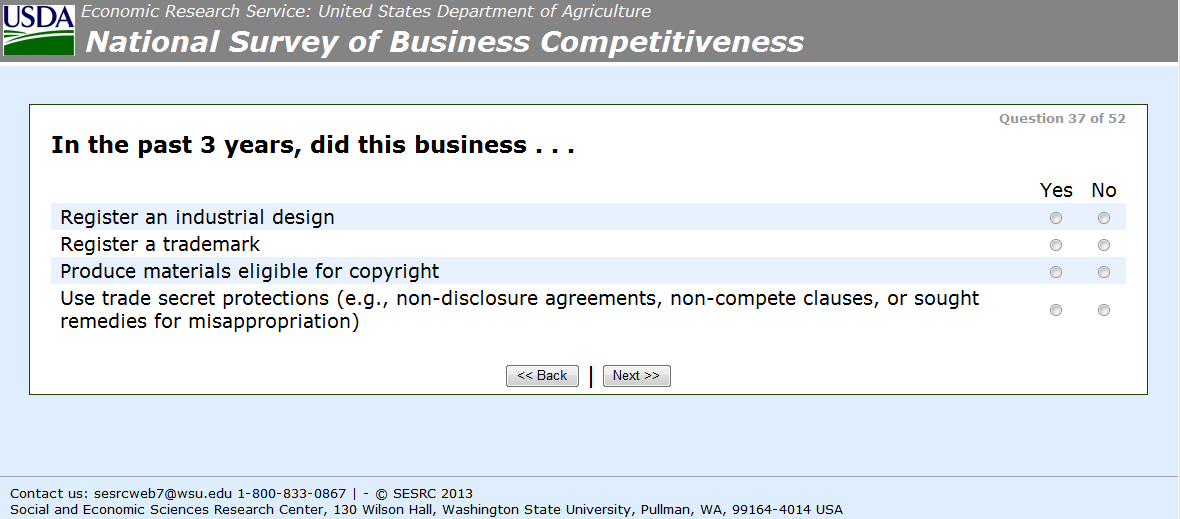 USDA
Economic Research Service: United States Department of Agriculture
National Survey of Business Competitiveness
Question 37 of 52
In the past 3 years, did this business . . .
Yes No
Register an industrial design
Register a trademark
Produce materials eligible for copyright
Use trade secret protections (e.g., non-disclosure agreements, non-compete clauses, or sought
remedies for misappropriation)
<< Back | Next >>
Contact us: sesrcweb7@wsu.edu 1-800-833-0867 | - © SESRC 2013
Social and Economic Sciences Research Center, 130 Wilson Hall, Washington State University, Pullman, WA, 99164-4014 USA